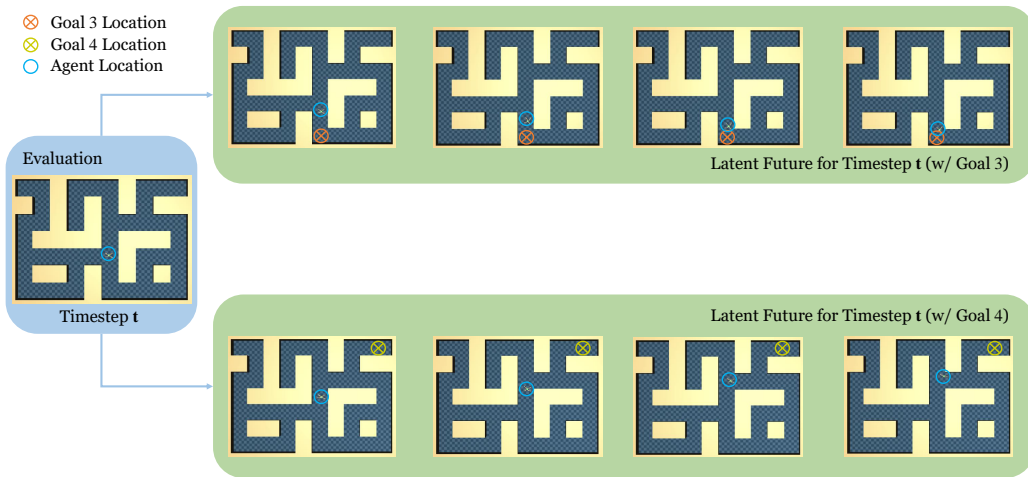 Goal 3 Location
Goal 4 Location
Agent Location
Evaluation
Timestep t
Latent Future for Timestep t (w/ Goal 3)
Latent Future for Timestep t (w/ Goal 4)